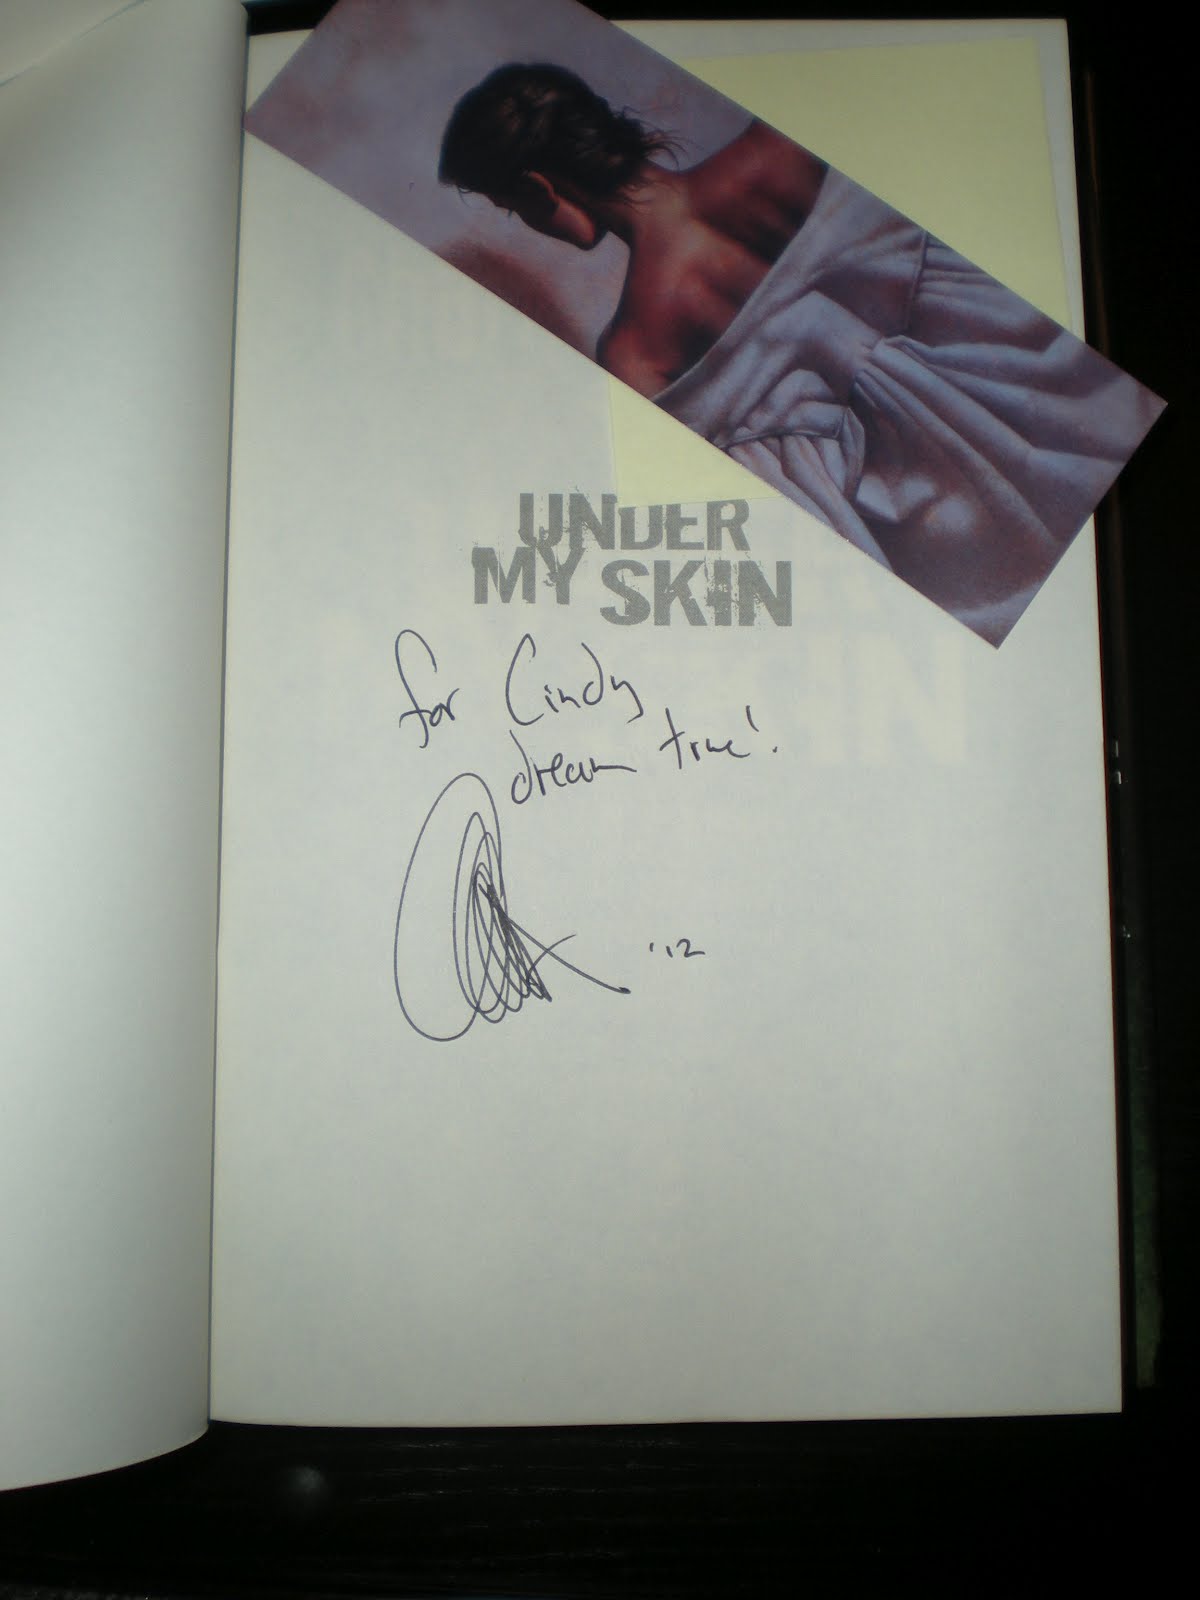 UNDER
MY SKIN
for Cindy
dream true!
'12